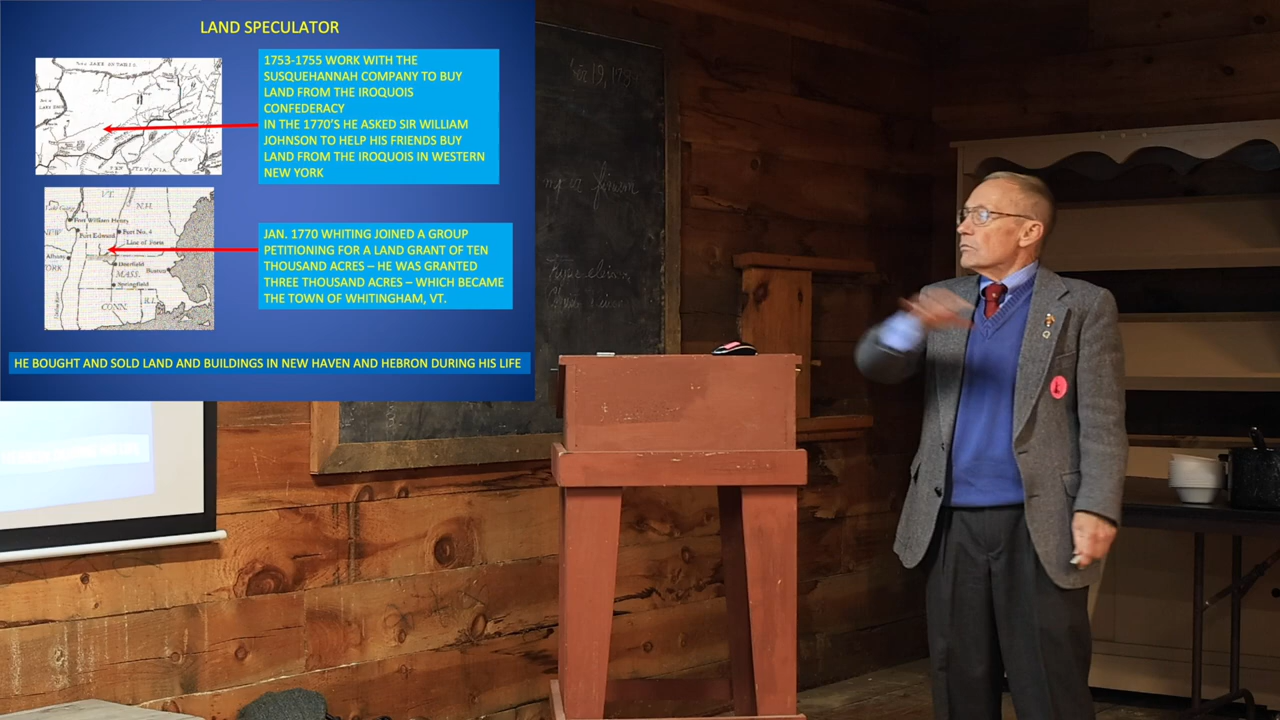 LAND SPECULATOR
1753-1755 WORK WITH THE
SUSQUEHANNAH COMPANY TO BUY
LAND FROM THE IROQUOIS
CONFEDERACY
IN THE 1770'S HE ASKED SIR WILLIAM
JOHNSON TO HELP HIS FRIENDS BUY
LAND FROM THE IROQUOIS IN WESTERN
NEW YORK
VT.
N.H.
Fort William Henry
Fort Edward
Fort No. 4
Line of Forts
Albany
Deerfield
MASS.
Boston
Springfield
CONN.
R.I.
JAN. 1770 WHITING JOINED A GROUP
PETITIONING FOR A LAND GRANT OF TEN
THOUSAND ACRES – HE WAS GRANTED
THREE THOUSAND ACRES – WHICH BECAME
THE TOWN OF WHITINGHAM, VT.
HE BOUGHT AND SOLD LAND AND BUILDINGS IN NEW HAVEN AND HEBRON DURING HIS LIFE